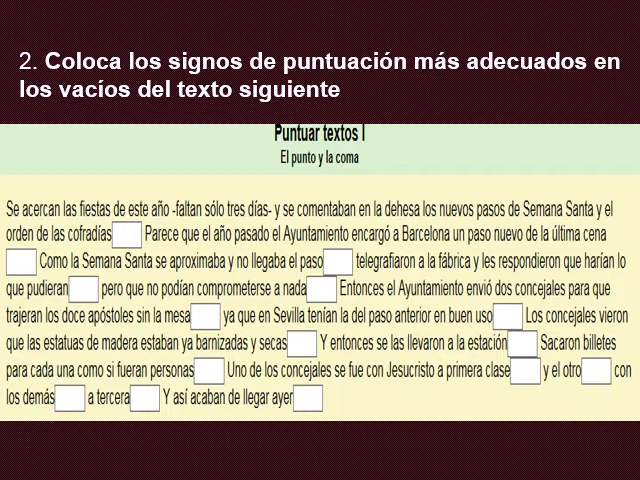 2. Coloca los signos de puntuación más adecuados en
los vacíos del texto siguiente
Puntuar textos I
El punto y la coma
Se acercan las fiestas de este año -faltan sólo tres días- y se comentaban en la dehesa los nuevos pasos de Semana Santa y el
orden de las cofradías Parece que el año pasado el Ayuntamiento encargó a Barcelona un paso nuevo de la última cena
Como la Semana Santa se aproximaba y no llegaba el paso telegrafiaron a la fábrica y les respondieron que harían lo
que pudieran pero que no podían comprometerse a nada Entonces el Ayuntamiento envió dos concejales para que
trajeran los doce apóstoles sin la mesa ya que en Sevilla tenían la del paso anterior en buen uso Los concejales vieron
que las estatuas de madera estaban ya barnizadas y secas Y entonces se las llevaron a la estación Sacaron billetes
para cada una como si fueran personas Uno de los concejales se fue con Jesucristo a primera clase y el otro con
los demás a tercera Y así acaban de llegar ayer